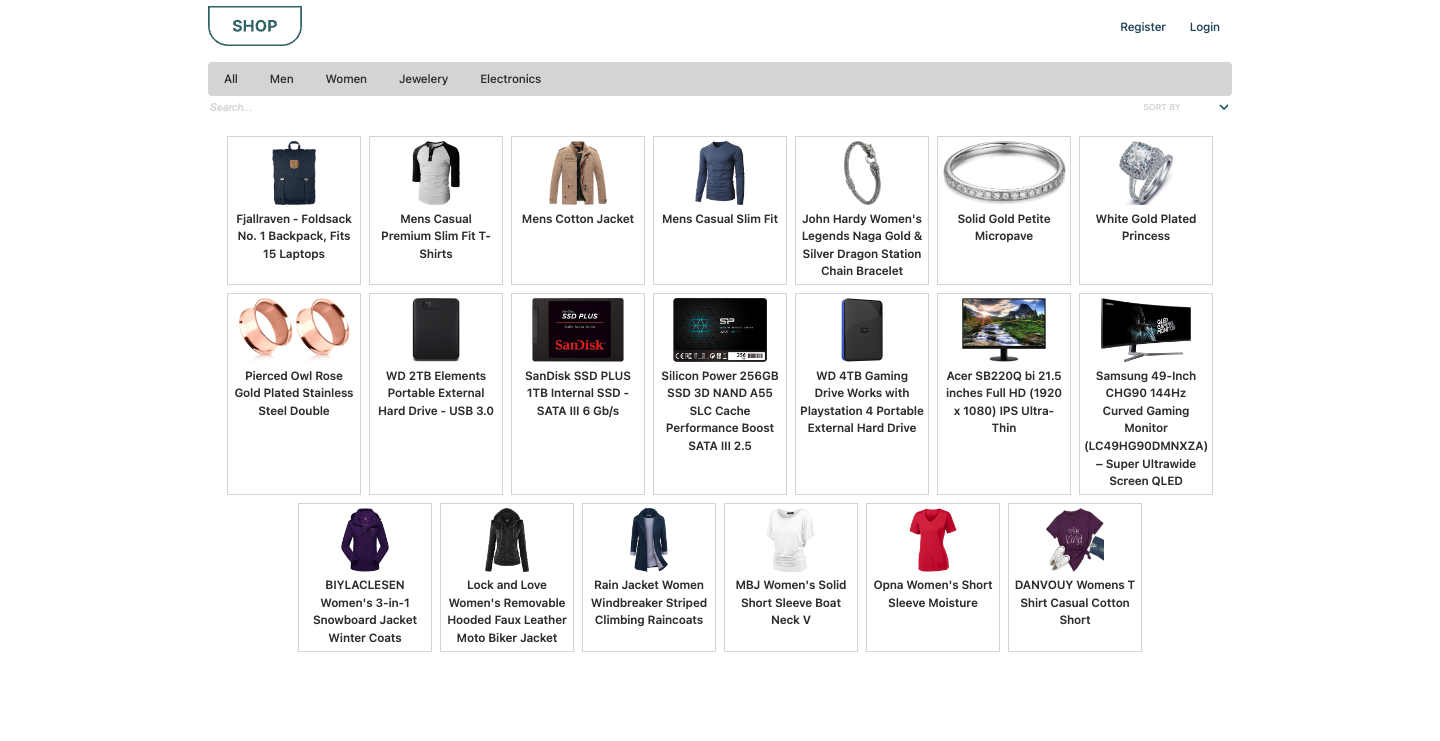 SHOP
Register
Login
All
Men
Women
Jewelery
Electronics
Search...
SORT BY
Fjallraven - Foldsack
No. 1 Backpack, Fits
15 Laptops
Mens Casual
Premium Slim Fit T-
Shirts
Mens Cotton Jacket
Mens Casual Slim Fit
John Hardy Women's
Legends Naga Gold &
Silver Dragon Station
Chain Bracelet
Solid Gold Petite
Micropave
White Gold Plated
Princess
Pierced Owl Rose
Gold Plated Stainless
Steel Double
WD 2TB Elements
Portable External
Hard Drive - USB 3.0
SanDisk
SSD PLUS
SanDisk
SanDisk SSD PLUS
1TB Internal SSD -
SATA III 6 Gb/s
SP
256
Silicon Power 256GB
SSD 3D NAND A55
SLC Cache
Performance Boost
SATA III 2.5
WD 4TB Gaming
Drive Works with
Playstation 4 Portable
External Hard Drive
Acer SB220Q bi 21.5
inches Full HD (1920
x 1080) IPS Ultra-
Thin
QLED
GAMING
MONITOR
Samsung 49-Inch
CHG90 144Hz
Curved Gaming
Monitor
(LC49HG90DMNXZA)
– Super Ultrawide
Screen QLED
BIYLACLESEN
Women's 3-in-1
Snowboard Jacket
Winter Coats
Lock and Love
Women's Removable
Hooded Faux Leather
Moto Biker Jacket
Rain Jacket Women
Windbreaker Striped
Climbing Raincoats
MBJ Women's Solid
Short Sleeve Boat
Neck V
Opna Women's Short
Sleeve Moisture
kind
DANVOUY Womens T
Shirt Casual Cotton
Short